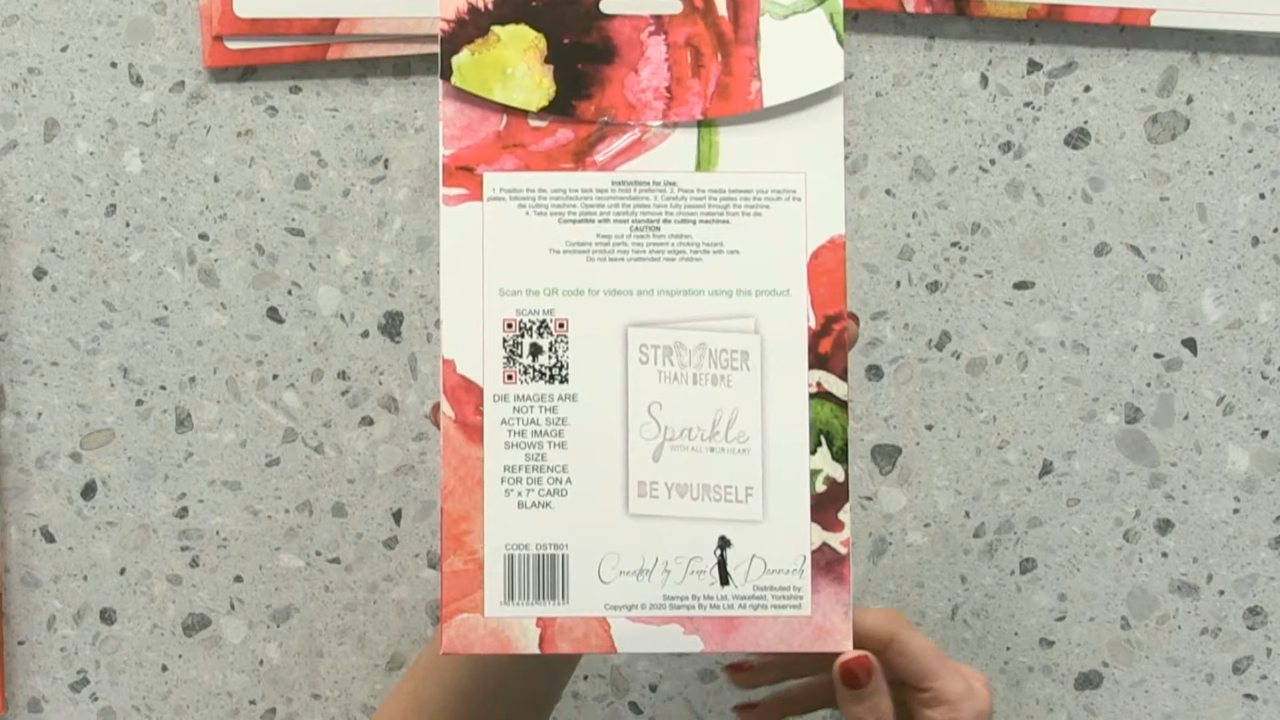 Instructions for Use:
1. Position the die, using low tack tape to hold if preferred. 2. Place the media between your machine
plates, following the manufacturers recommendations. 3. Carefully insert the plates into the mouth of the
die cutting machine. Operate until the plates have fully passed through the machine.
4. Take away the plates and carefully remove the chosen material from the die.
Compatible with most standard die cutting machines.
CAUTION
Keep out of reach from children.
Contains small parts, may present a choking hazard.
The enclosed product may have sharp edges, handle with care.
Do not leave unattended near children.
Scan the QR code for videos and inspiration using this product.
SCAN ME
DIE IMAGES ARE
NOT THE
ACTUAL SIZE.
THE IMAGE
SHOWS THE
SIZE
REFERENCE
FOR DIE ON A
5" x 7" CARD
BLANK.
STRONGER
THAN BEFORE
Sparkle
WITH ALL YOUR HEART
BE YOURSELF
CODE: DSTB01
Created by
Distributed by:
Stamps By Me Ltd, Wakefield, Yorkshire
Copyright © 2020 Stamps By Me Ltd. All rights reserved.